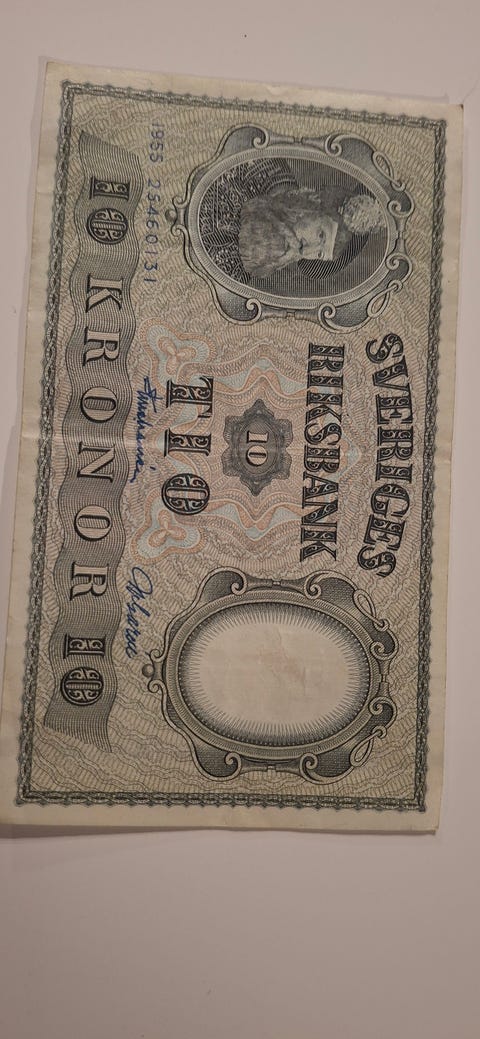 SVERIGES
RIKSBANK
10
TIO
1955 25460131
10 KRONOR 10